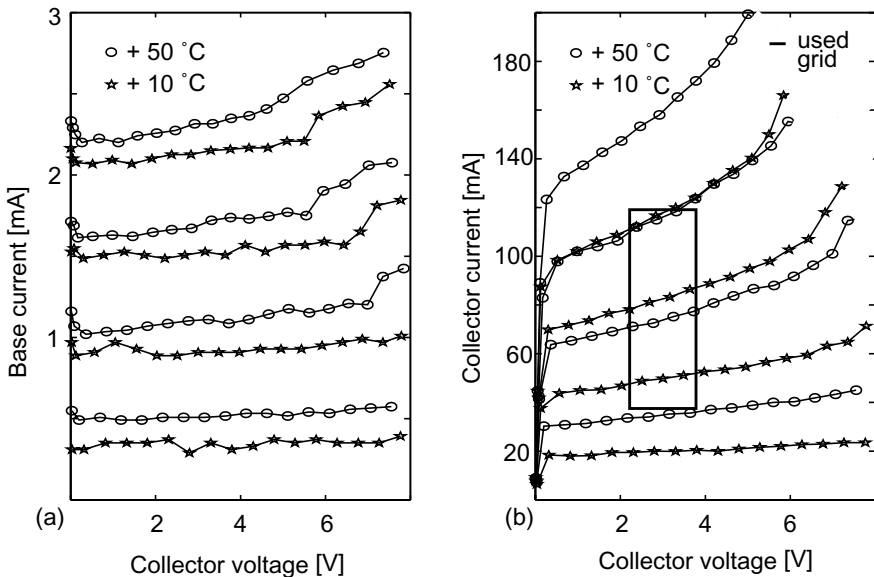 3
2
1
Base current [mA]
+ 50 °C
+ 10 °C
2
4
6
8
Collector voltage [V]
(a)
180
140
100
60
20
Collector current [mA]
+ 50 °C
+ 10 °C
used
grid
2
4
6
Collector voltage [V]
(b)